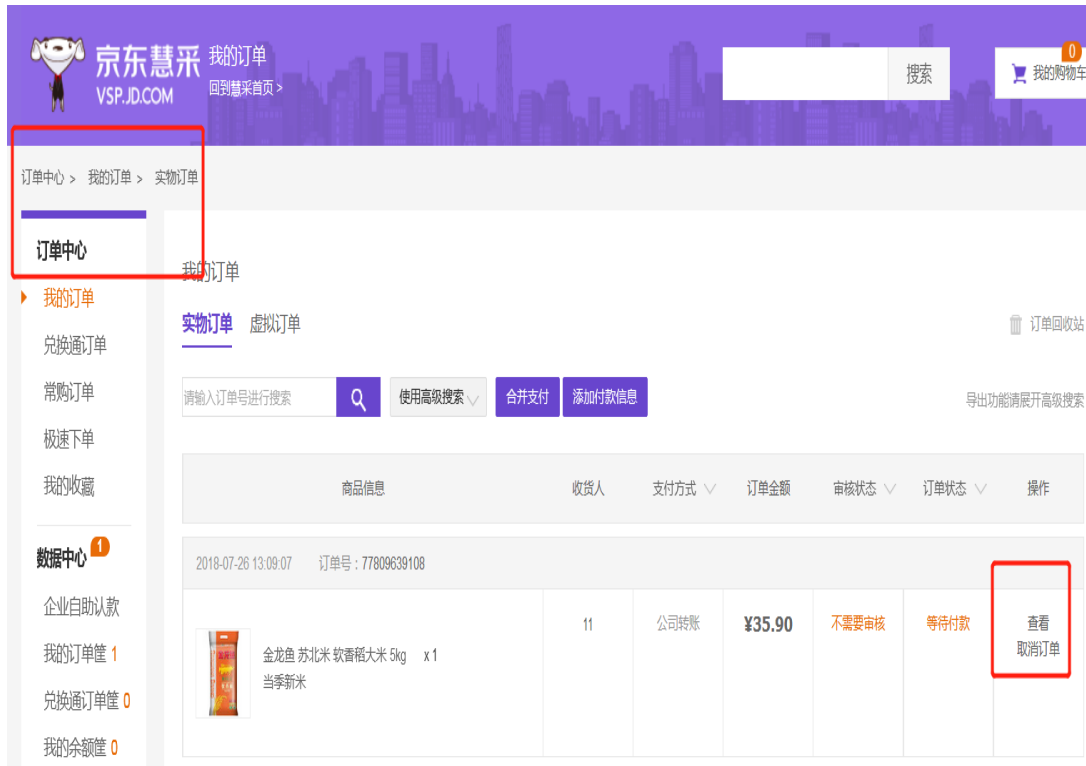 京东慧采
VSP.JD.COM
我的订单
回到慧采首页 >
搜索
0
我的购物车
订单中心 > 我的订单 > 实物订单
订单中心
我的订单
兑换通订单
常购订单
极速下单
我的收藏
数据中心 1
企业自助认款
我的订单筐 1
兑换通订单筐 0
我的余额筐 0
我的订单
实物订单 虚拟订单
订单回收站
请输入订单号进行搜索 使用高级搜索 合并支付 添加付款信息
导出功能请展开高级搜索
商品信息 收货人 支付方式 订单金额 审核状态 订单状态 操作
2018-07-26 13:09:07 订单号：77809639108
金龙鱼 苏北米 软香稻大米 5kg x 1
当季新米
11 公司转账 ¥35.90 不需要审核 等待付款 查看
取消订单